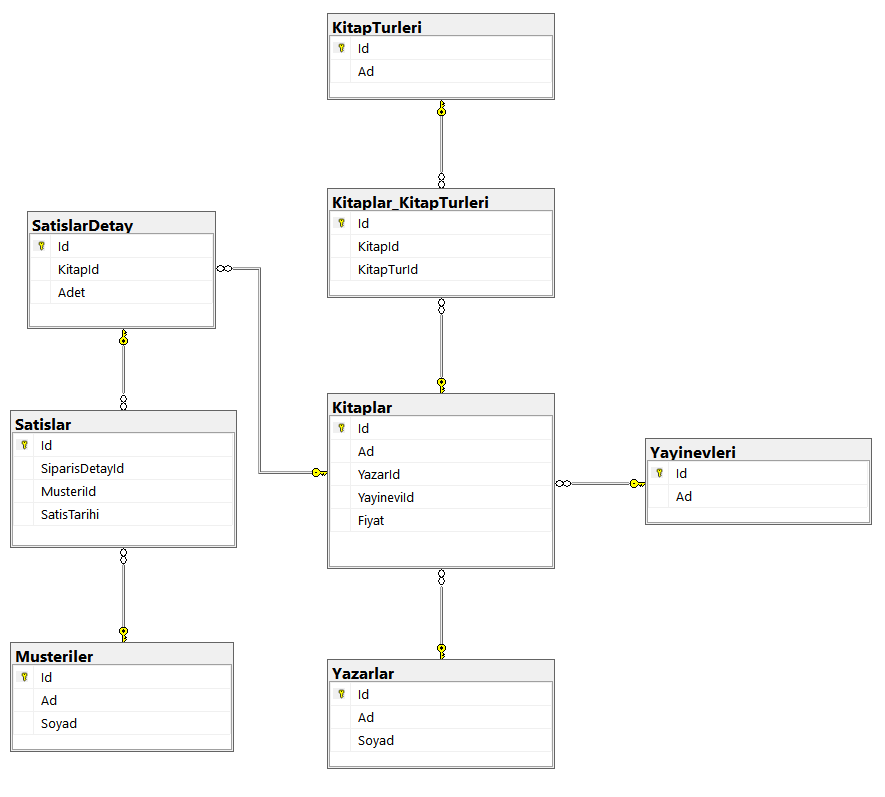 KitapTurleri
Id
Ad
Kitaplar_KitapTurleri
Id
KitapId
KitapTurId
SatislarDetay
Id
KitapId
Adet
Kitaplar
Id
Ad
YazarId
YayineviId
Fiyat
Satislar
Id
SiparisDetayId
MusteriId
SatisTarihi
Yayinevleri
Id
Ad
Musteriler
Id
Ad
Soyad
Yazarlar
Id
Ad
Soyad